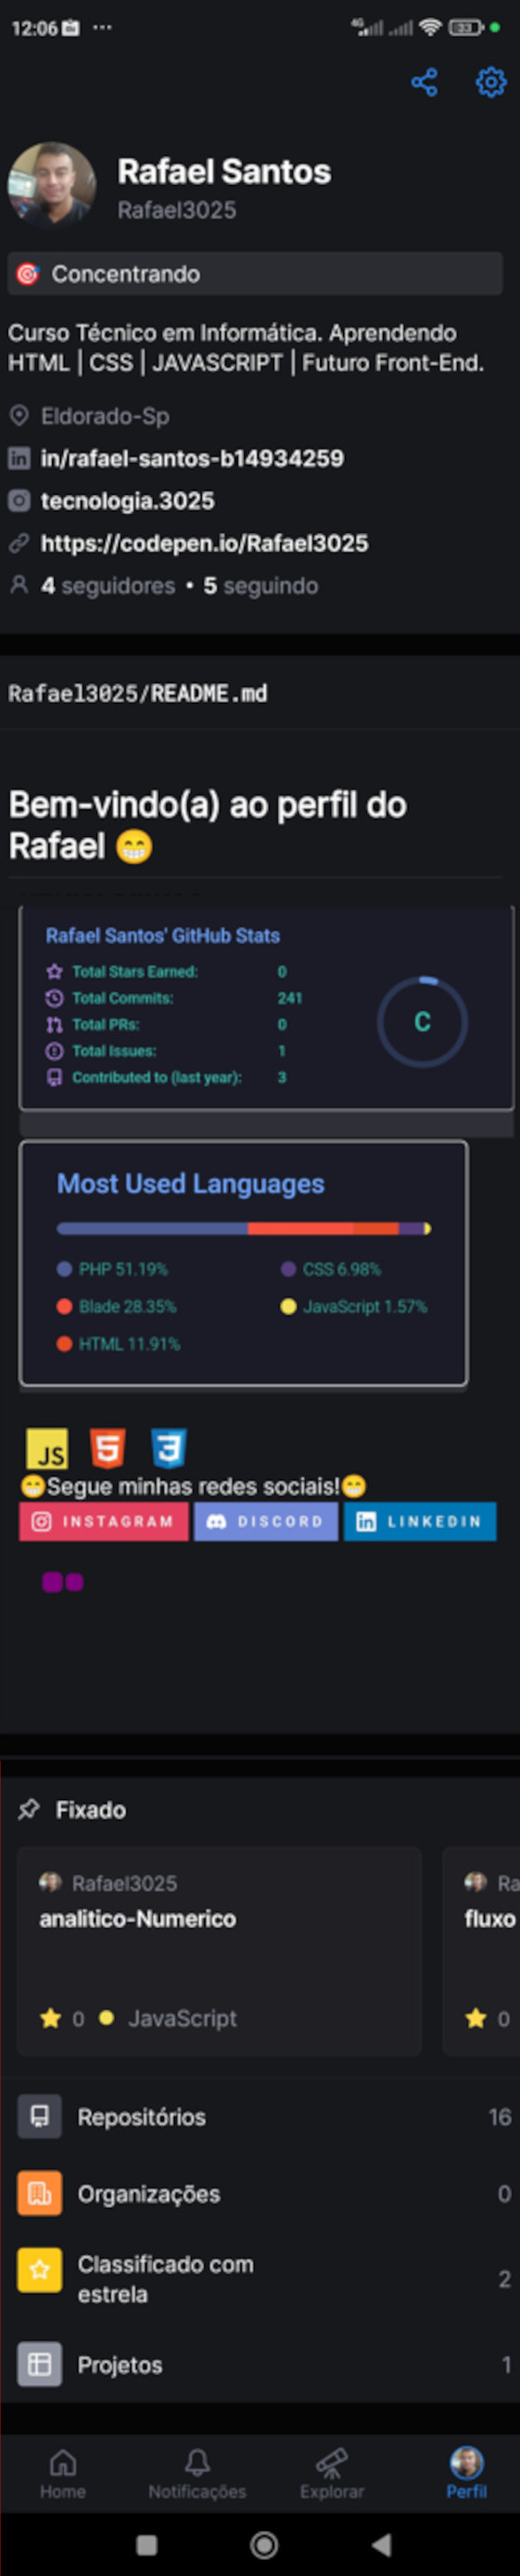 12:06
4G
33
Rafael Santos
Rafael3025
Concentrando
Curso Técnico em Informática. Aprendendo
HTML | CSS | JAVASCRIPT | Futuro Front-End.
Eldorado-Sp
in/rafael-santos-b14934259
tecnologia.3025
https://codepen.io/Rafael3025
4 seguidores • 5 seguindo
Rafael3025/README.md
Bem-vindo(a) ao perfil do
Rafael 😁
Rafael Santos' GitHub Stats
Total Stars Earned: 0
Total Commits: 241
Total PRs: 0
Total Issues: 1
Contributed to (last year): 3
C
Most Used Languages
PHP 51.19%
CSS 6.98%
Blade 28.35%
JavaScript 1.57%
HTML 11.91%
JS 5 3
😁Segue minhas redes sociais!😁
INSTAGRAM DISCORD LINKEDIN
Fixado
Rafael3025
analitico-Numerico
0 JavaScript
Ra
fluxo
0
Repositórios 16
Organizações 0
Classificado com
estrela 2
Projetos 1
Home Notificações Explorar Perfil